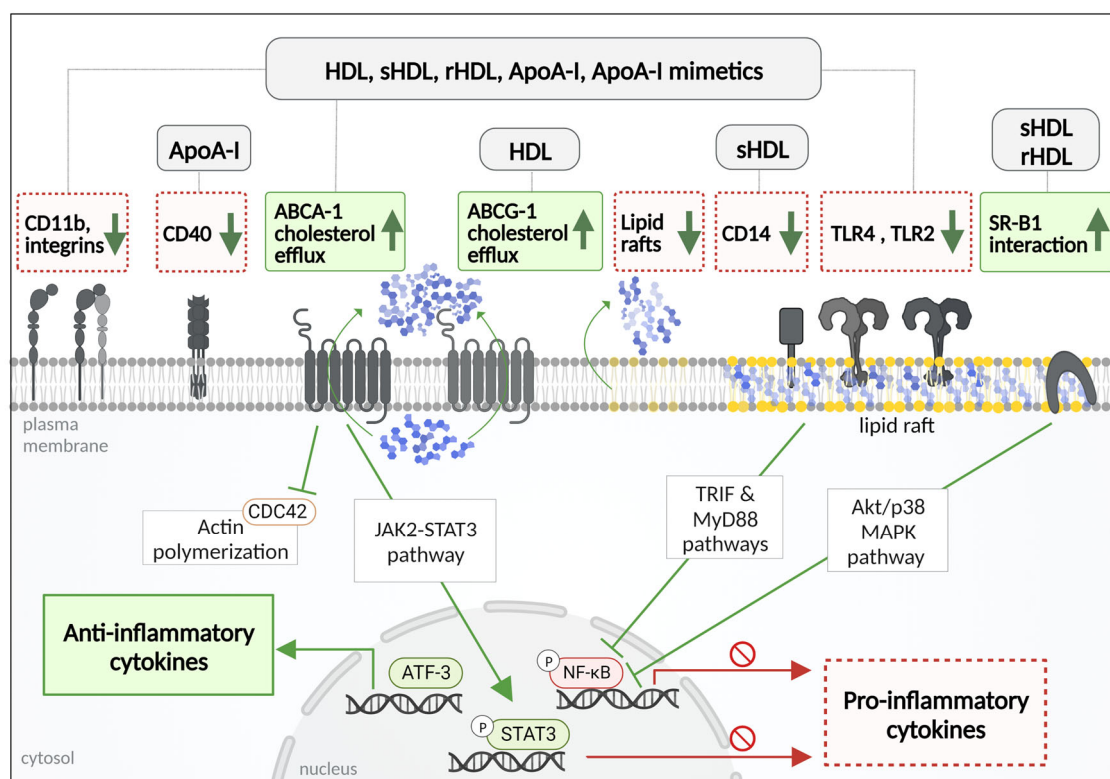 HDL, sHDL, rHDL, ApoA-I, ApoA-I mimetics
ApoA-I
HDL
sHDL
sHDL
rHDL
CD11b,
integrins
CD40
ABCA-1
cholesterol
efflux
ABCG-1
cholesterol
efflux
Lipid
rafts
CD14
TLR4 , TLR2
SR-B1
interaction
plasma
membrane
lipid raft
CDC42
Actin
polymerization
JAK2-STAT3
pathway
TRIF &
MyD88
pathways
Akt/p38
MAPK
pathway
Anti-inflammatory
cytokines
ATF-3
P
NF-κB
P
STAT3
Pro-inflammatory
cytokines
cytosol
nucleus